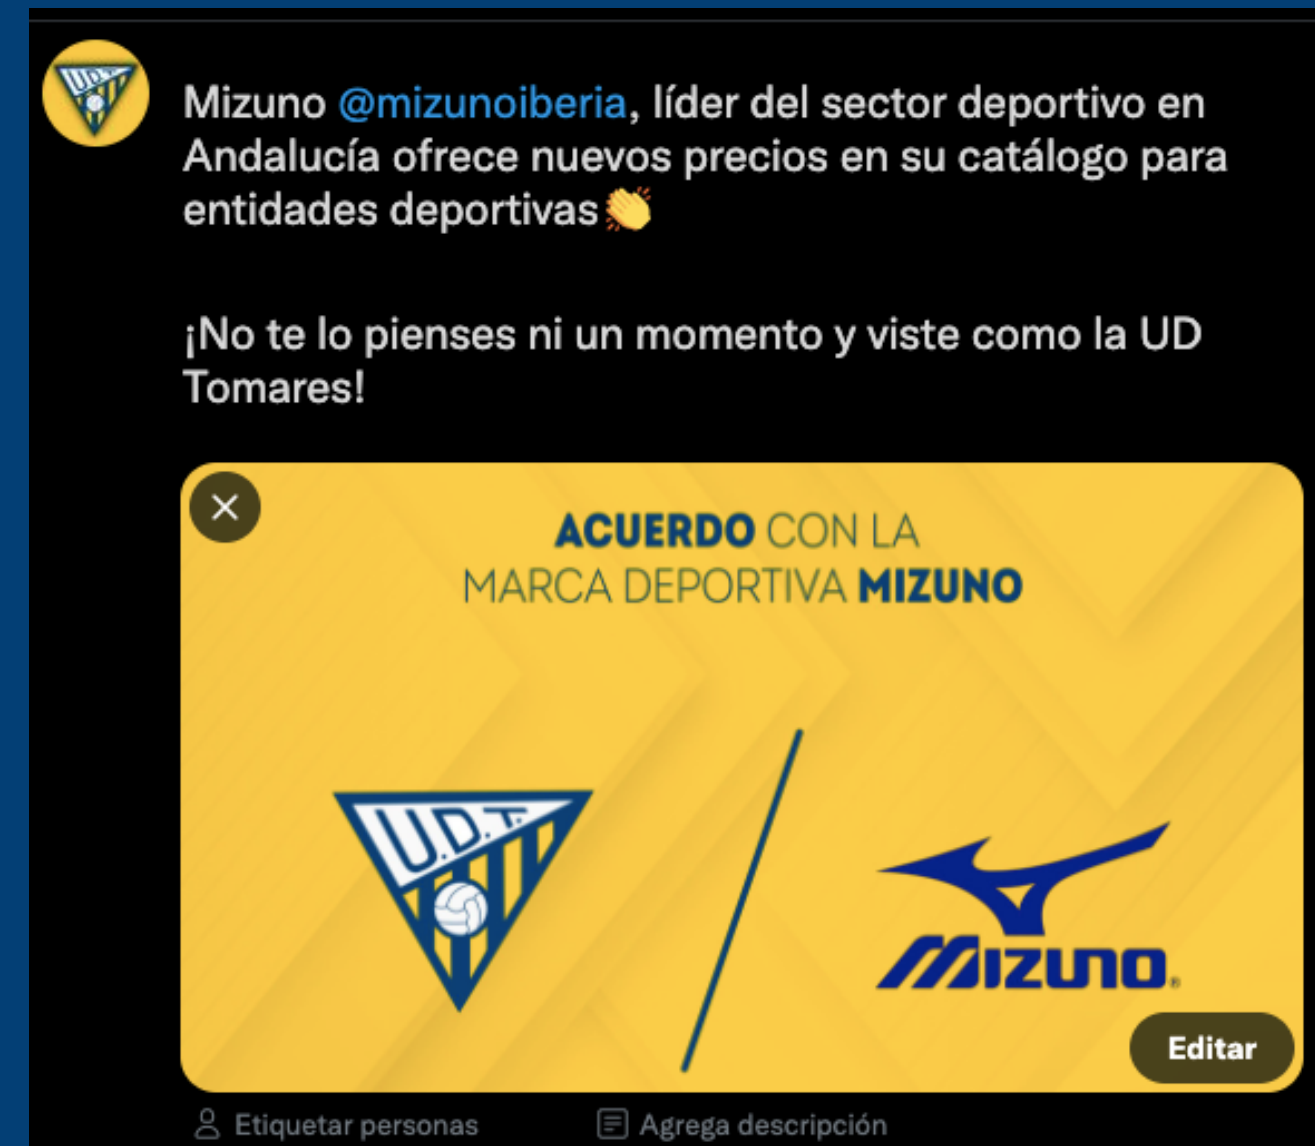 U.D.T.
Mizuno @mizunoiberia, líder del sector deportivo en
Andalucía ofrece nuevos precios en su catálogo para
entidades deportivas👏
¡No te lo pienses ni un momento y viste como la UD
Tomares!
ACUERDO CON LA
MARCA DEPORTIVA MIZUNO
U.D.T.
MIZUNO®
Editar
Etiquetar personas
Agrega descripción